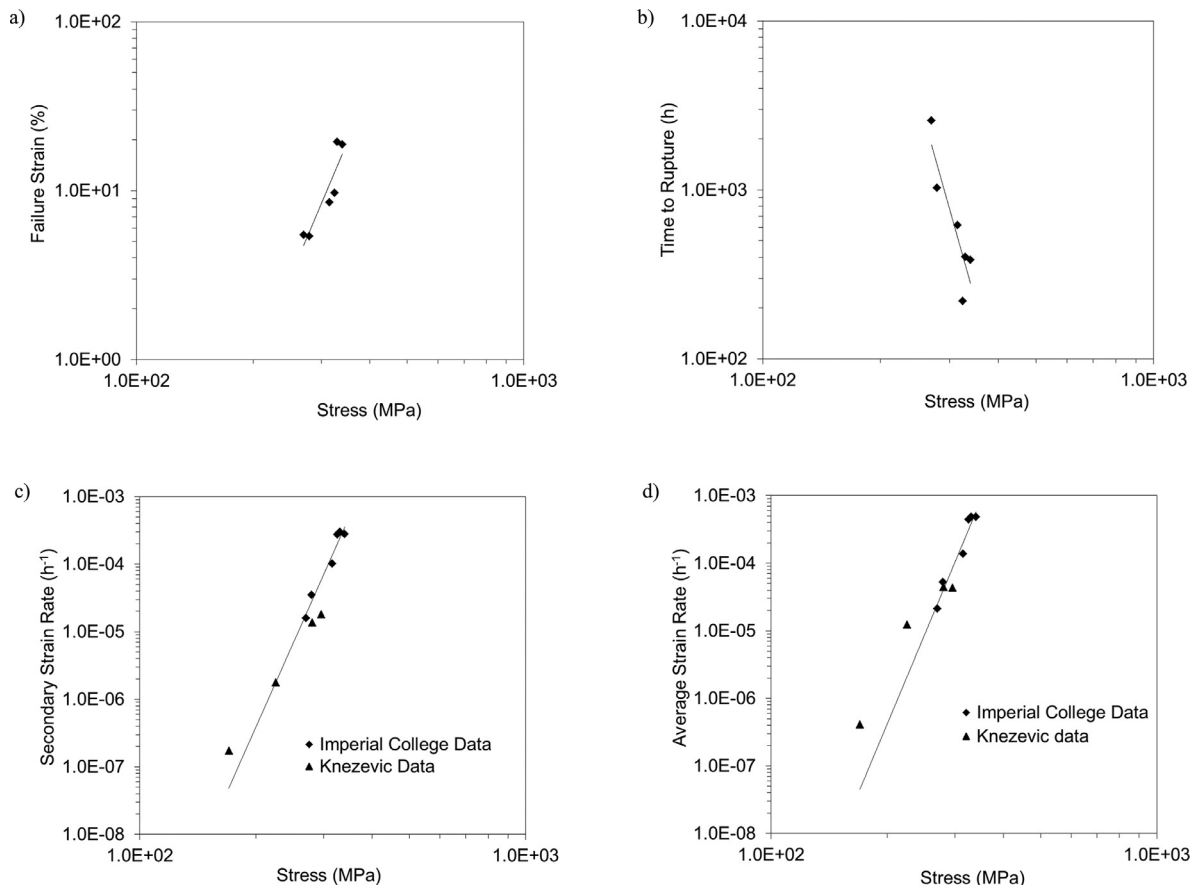 a)
1.0E+02
1.0E+01
1.0E+00
Failure Strain (%)
1.0E+02
1.0E+03
Stress (MPa)
b)
1.0E+04
1.0E+03
1.0E+02
Time to Rupture (h)
1.0E+02
1.0E+03
Stress (MPa)
c)
1.0E-03
1.0E-04
1.0E-05
1.0E-06
1.0E-07
1.0E-08
Secondary Strain Rate (h⁻¹)
Imperial College Data
Knezevic Data
1.0E+02
1.0E+03
Stress (MPa)
d)
1.0E-03
1.0E-04
1.0E-05
1.0E-06
1.0E-07
1.0E-08
Average Strain Rate (h⁻¹)
Imperial College Data
Knezevic data
1.0E+02
1.0E+03
Stress (MPa)